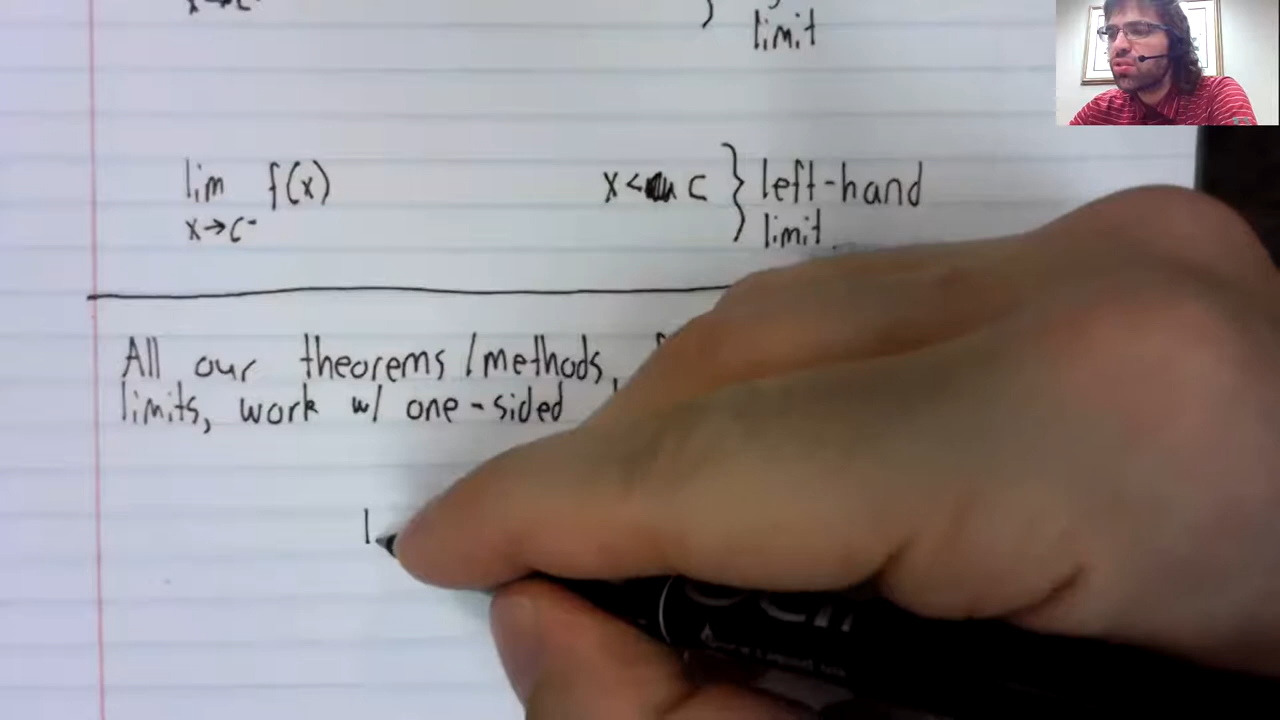 limit
lim f(x) x < c } left-hand
x→c⁻ limit
All our theorems / methods,
limits, work w/ one-sided